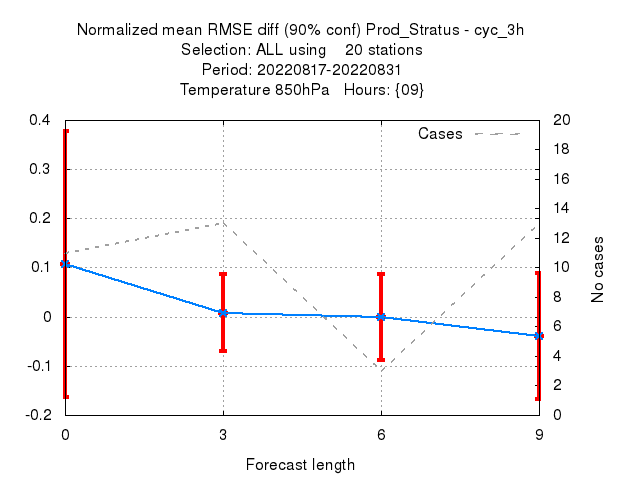 Normalized mean RMSE diff (90% conf) Prod_Stratus - cyc_3h
Selection: ALL using 20 stations
Period: 20220817-20220831
Temperature 850hPa Hours: {09}
Cases
0.4
0.3
0.2
0.1
0
-0.1
-0.2
20
18
16
14
12
10
8
6
4
2
0
No cases
0 3 6 9
Forecast length